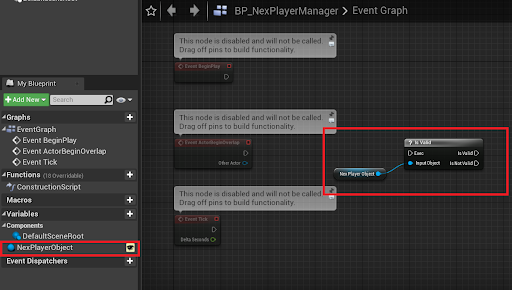 BP_NexPlayerManager > Event Graph
My Blueprint
Add New
Search
Graphs
EventGraph
Event BeginPlay
Event ActorBeginOverlap
Event Tick
Functions (18 Overridable)
ConstructionScript
Macros
Variables
Components
DefaultSceneRoot
NexPlayerObject
Event Dispatchers
This node is disabled and will not be called.
Drag off pins to build functionality.
Event BeginPlay
This node is disabled and will not be called.
Drag off pins to build functionality.
Event ActorBeginOverlap
Other Actor
This node is disabled and will not be called.
Drag off pins to build functionality.
Event Tick
Delta Seconds
Nex Player Object
? Is Valid
Exec
Is Valid
Input Object
Is Not Valid